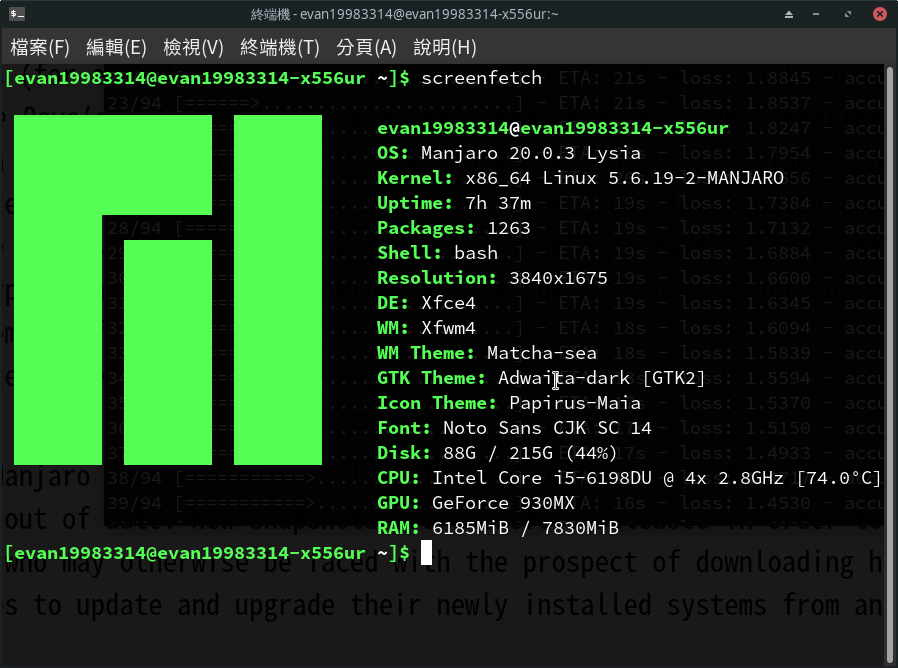 終端機 - evan19983314@evan19983314-x556ur:~
檔案(F) 編輯(E) 檢視(V) 終端機(T) 分頁(A) 說明(H)
[evan19983314@evan19983314-x556ur ~]$ screenfetch
evan19983314@evan19983314-x556ur
OS: Manjaro 20.0.3 Lysia
Kernel: x86_64 Linux 5.6.19-2-MANJARO
Uptime: 7h 37m
Packages: 1263
Shell: bash
Resolution: 3840x1675
DE: Xfce4
WM: Xfwm4
WM Theme: Matcha-sea
GTK Theme: Adwaita-dark [GTK2]
Icon Theme: Papirus-Maia
Font: Noto Sans CJK SC 14
Disk: 88G / 215G (44%)
CPU: Intel Core i5-6198DU @ 4x 2.8GHz [74.0°C]
GPU: GeForce 930MX
RAM: 6185MiB / 7830MiB
[evan19983314@evan19983314-x556ur ~]$
who may otherwise be faced with the prospect of downloading h
s to update and upgrade their newly installed systems from an